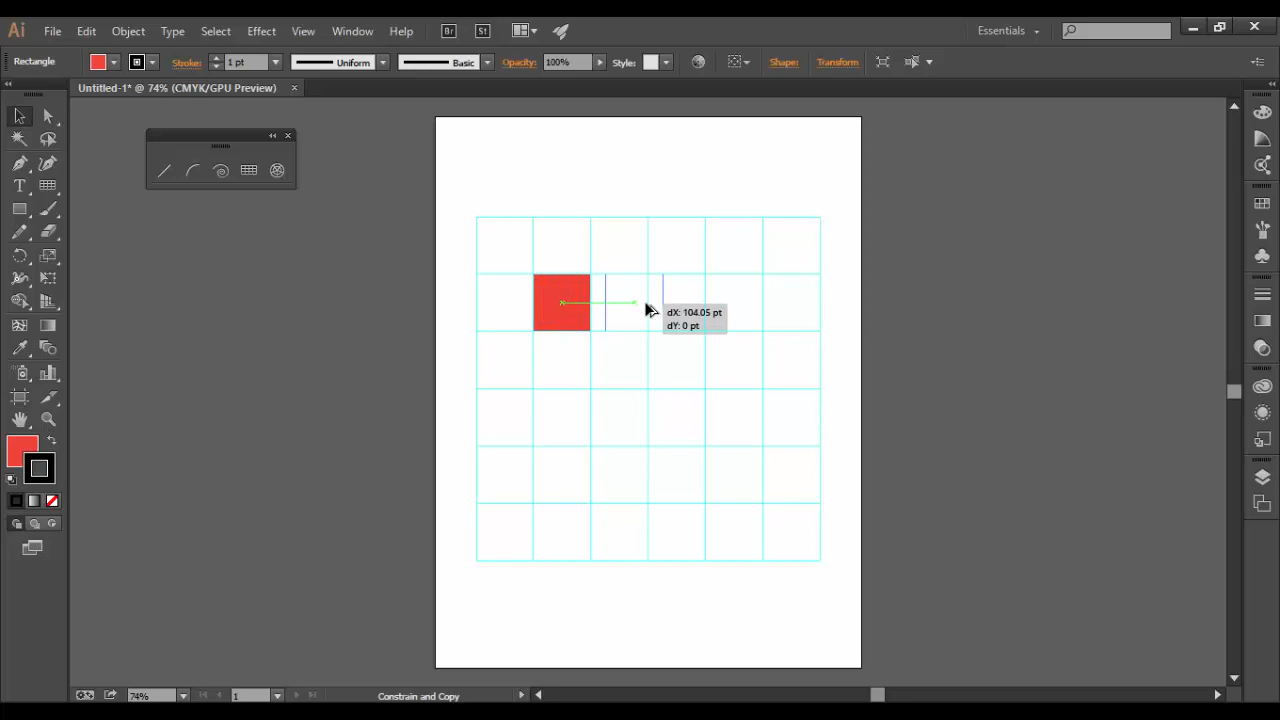 Ai File Edit Object Type Select Effect View Window Help Br St Essentials
Rectangle Stroke: 1 pt Uniform Basic Opacity: 100% Style: Shape: Transform
Untitled-1* @ 74% (CMYK/GPU Preview)
T
dX: 104.05 pt
dY: 0 pt
74% 1 Constrain and Copy